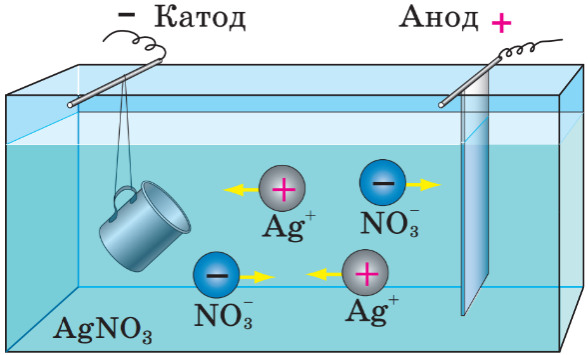 − Катод
Анод +
+
Ag⁺
−
NO₃⁻
−
NO₃⁻
+
Ag⁺
AgNO₃